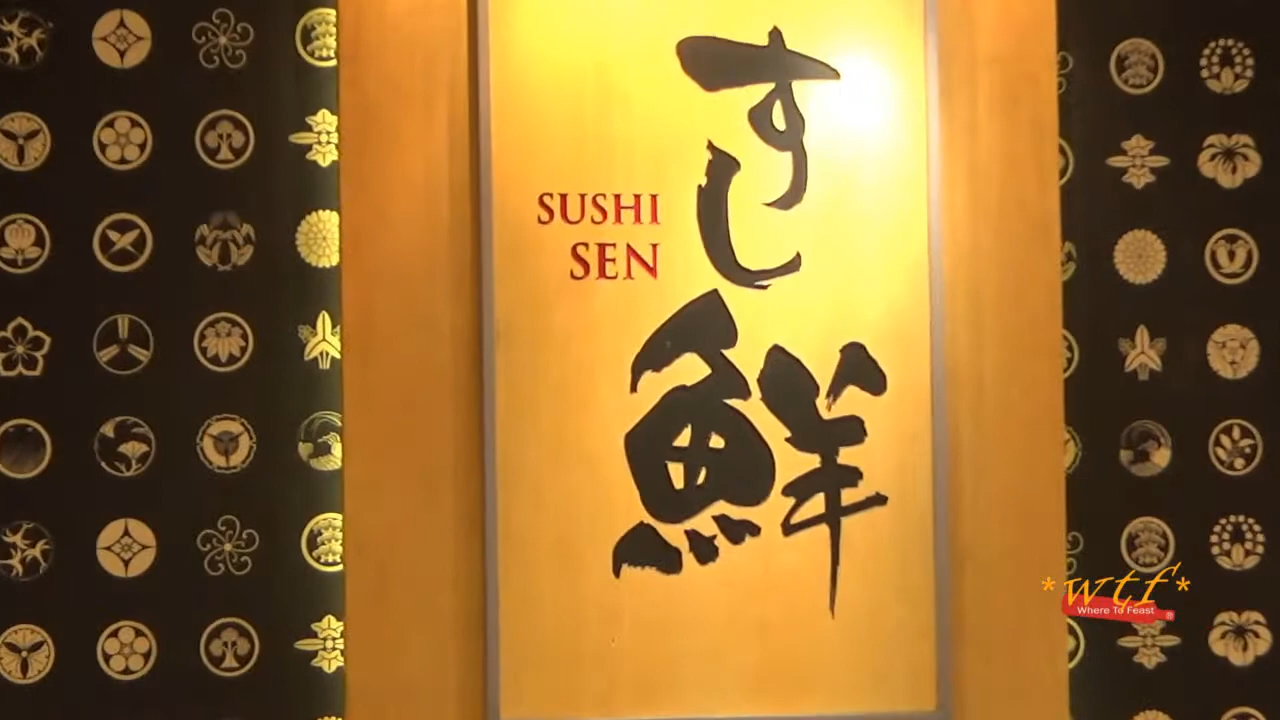 すし鮮
SUSHI
SEN
*wtf*
Where To Feast